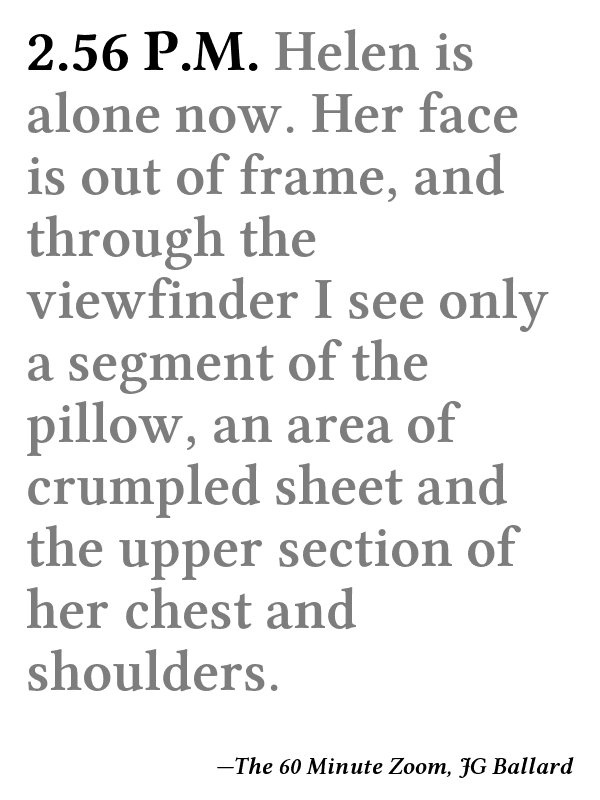 2.56 P.M. Helen is
alone now. Her face
is out of frame, and
through the
viewfinder I see only
a segment of the
pillow, an area of
crumpled sheet and
the upper section of
her chest and
shoulders.
—The 60 Minute Zoom, JG Ballard